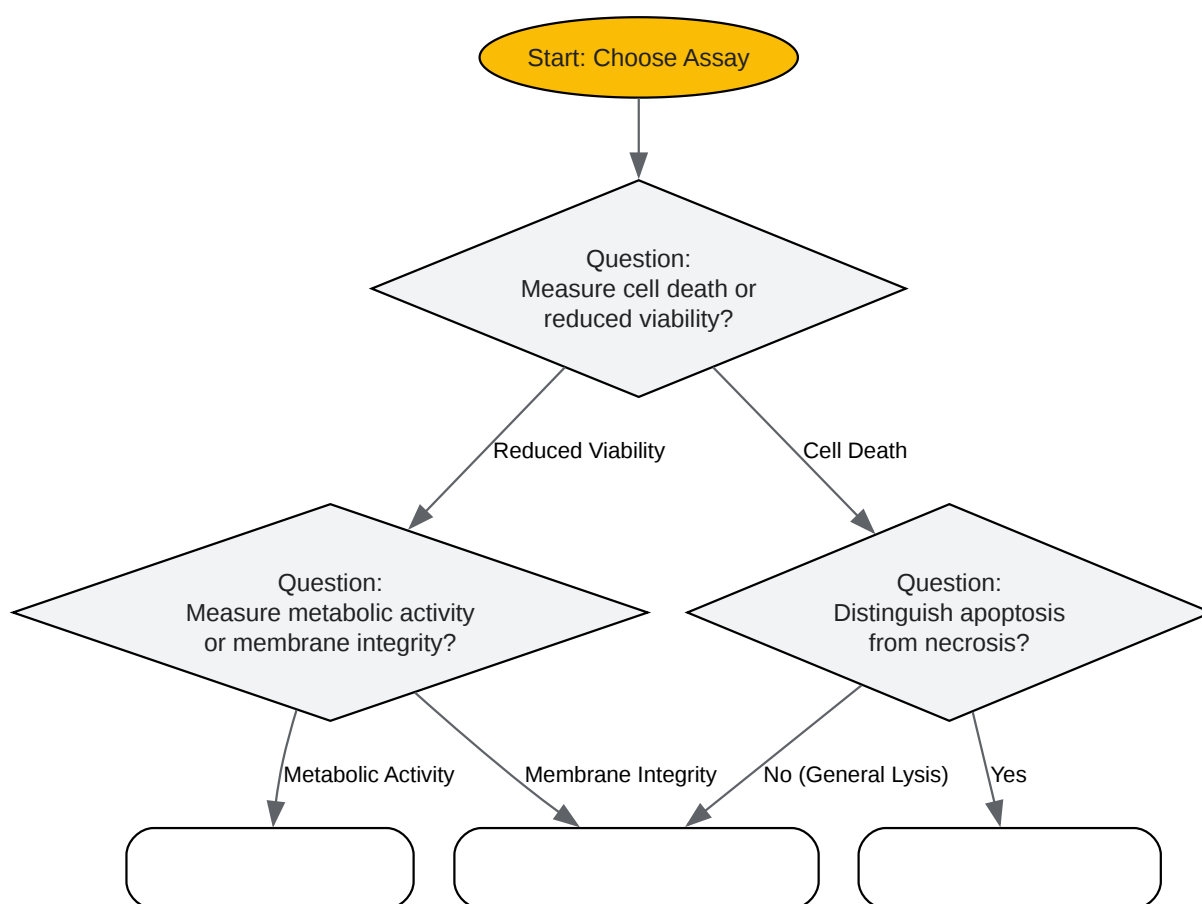 Start: Choose Assay
Question:
Measure cell death or
reduced viability?
Reduced Viability
Cell Death
Question:
Measure metabolic activity
or membrane integrity?
Question:
Distinguish apoptosis
from necrosis?
Metabolic Activity
Membrane Integrity
No (General Lysis)
Yes